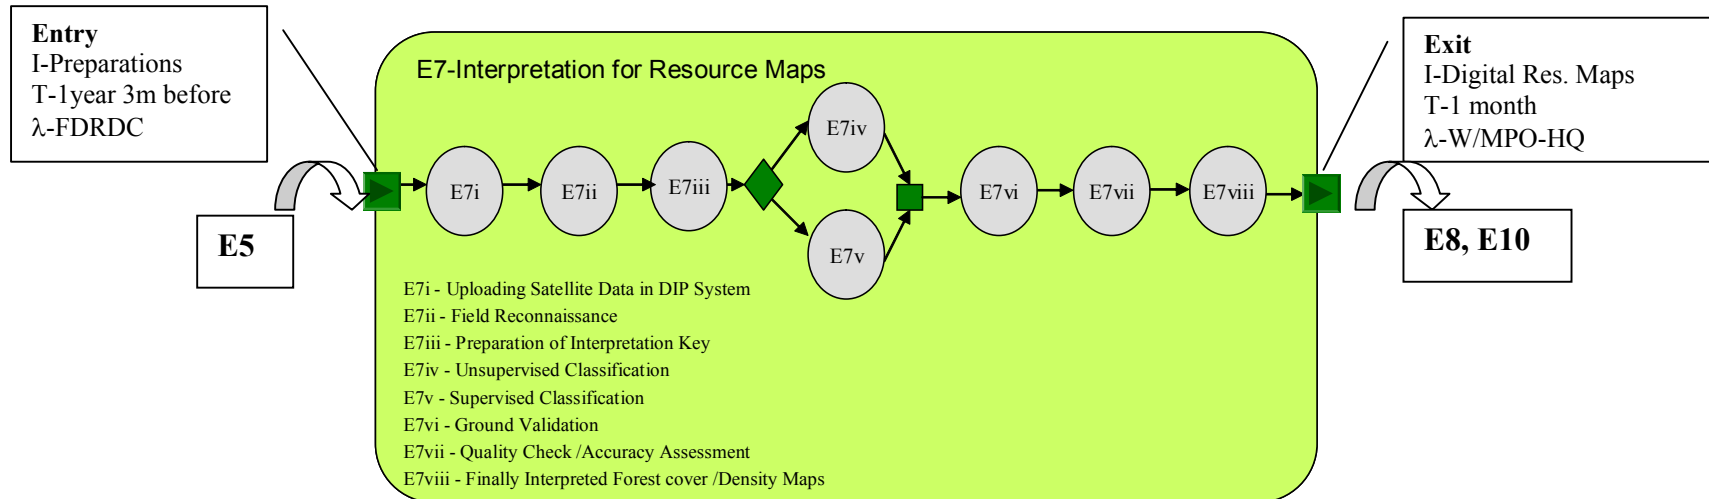 Entry
I-Preparations
T-1year 3m before
λ-FDRDC
E5
E7-Interpretation for Resource Maps
E7i
E7ii
E7iii
E7iv
E7v
E7vi
E7vii
E7viii
E7i - Uploading Satellite Data in DIP System
E7ii - Field Reconnaissance
E7iii - Preparation of Interpretation Key
E7iv - Unsupervised Classification
E7v - Supervised Classification
E7vi - Ground Validation
E7vii - Quality Check /Accuracy Assessment
E7viii - Finally Interpreted Forest cover /Density Maps
Exit
I-Digital Res. Maps
T-1 month
λ-W/MPO-HQ
E8, E10